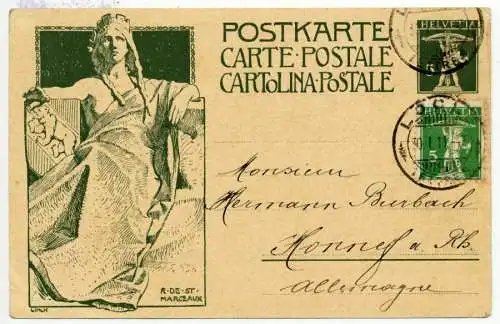 POSTKARTE
CARTE·POSTALE
CARTOLINA·POSTALE
HELVETIA
HELVETIA
Monsieur
Hermann Burbach
Honnef a. Rh.
Allemagne
R·DE·ST·
MARCEAUX